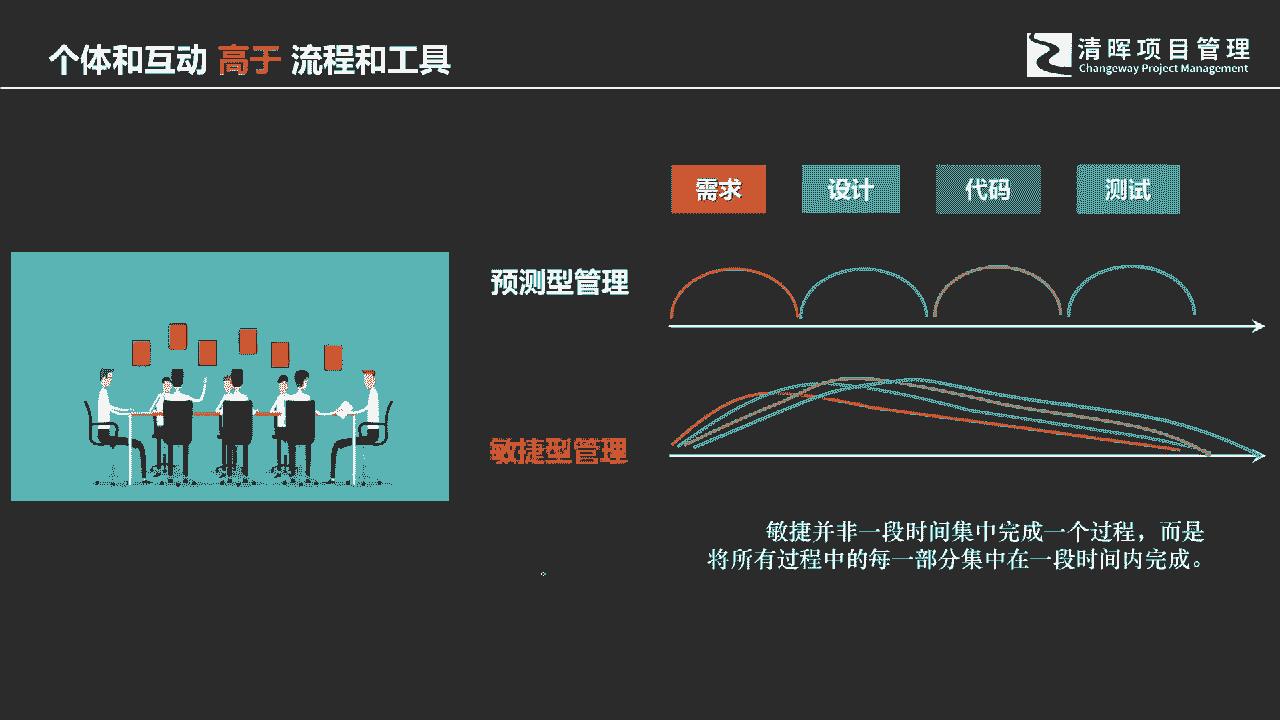 个体和互动 高于 流程和工具
清晖项目管理
Changeway Project Management
需求 设计 代码 测试
预测型管理
敏捷型管理
敏捷并非一段时间集中完成一个过程，而是
将所有过程中的每一部分集中在一段时间内完成。